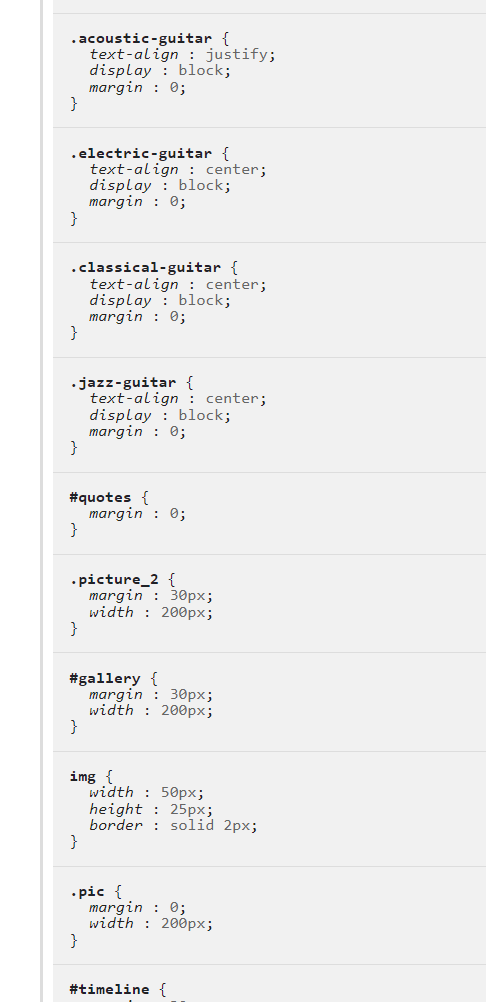 .acoustic-guitar {
text-align : justify;
display : block;
margin : 0;
}
.electric-guitar {
text-align : center;
display : block;
margin : 0;
}
.classical-guitar {
text-align : center;
display : block;
margin : 0;
}
.jazz-guitar {
text-align : center;
display : block;
margin : 0;
}
#quotes {
margin : 0;
}
.picture_2 {
margin : 30px;
width : 200px;
}
#gallery {
margin : 30px;
width : 200px;
}
img {
width : 50px;
height : 25px;
border : solid 2px;
}
.pic {
margin : 0;
width : 200px;
}
#timeline {